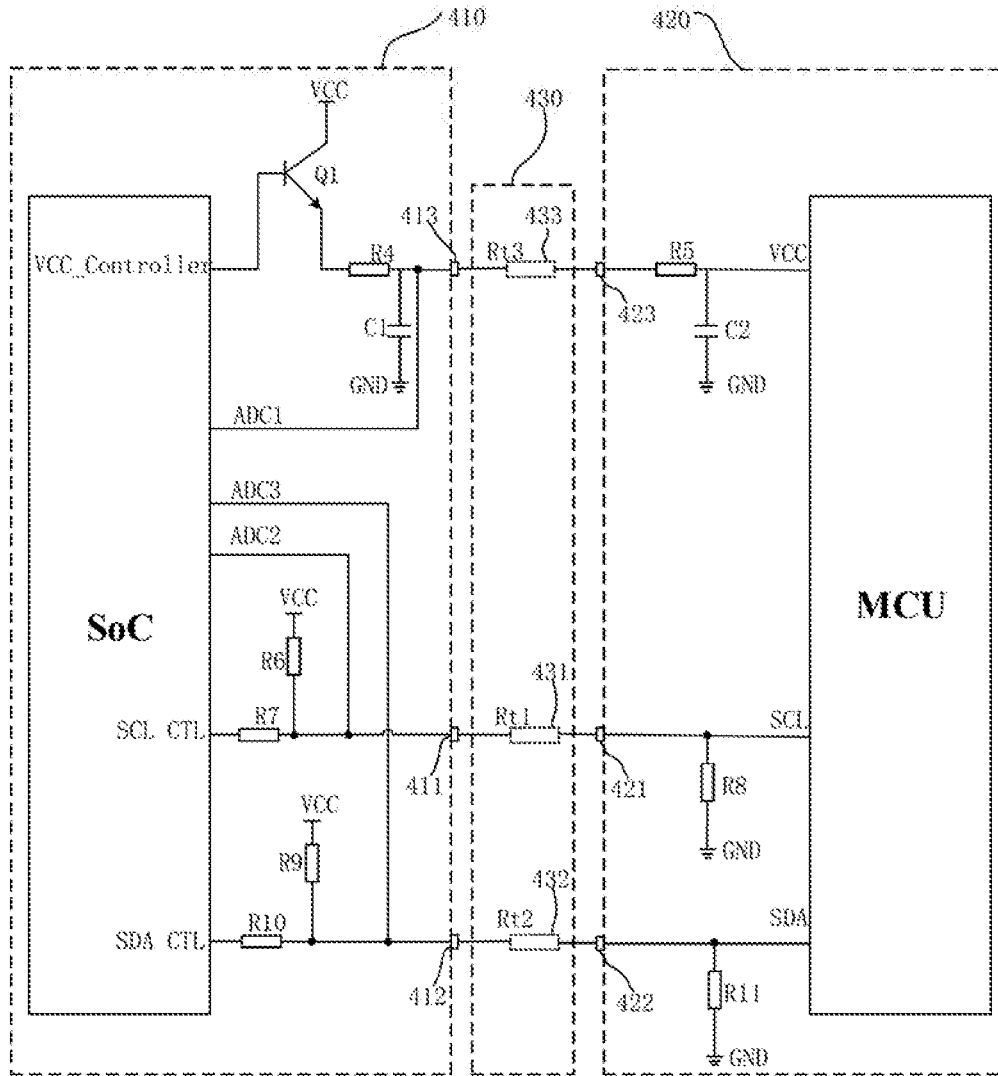 410
420
VCC
430
Q1
413
433
VCC_Controller
R4
Rt3
R5
VCC
423
C1
C2
GND
GND
ADC1
ADC3
ADC2
VCC
SoC
MCU
R6
431
SCL CTL
R7
Rt1
SCL
411
421
R8
VCC
R9
GND
432
SDA CTL
R10
Rt2
SDA
412
422
R11
GND